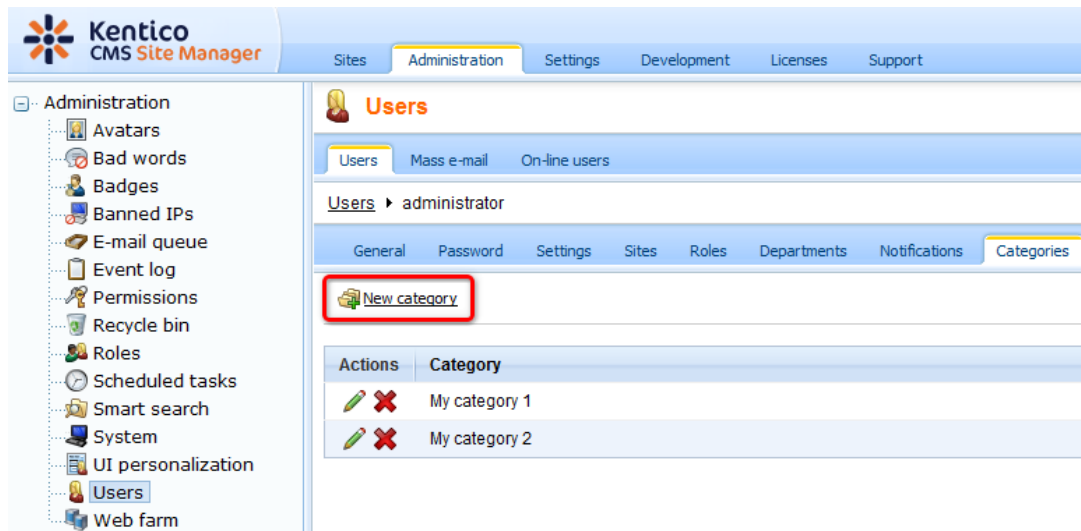 Kentico
CMS Site Manager
Sites Administration Settings Development Licenses Support
Administration
Avatars
Bad words
Badges
Banned IPs
E-mail queue
Event log
Permissions
Recycle bin
Roles
Scheduled tasks
Smart search
System
UI personalization
Users
Web farm
Users
Users Mass e-mail On-line users
Users administrator
General Password Settings Sites Roles Departments Notifications Categories
New category
Actions Category
My category 1
My category 2